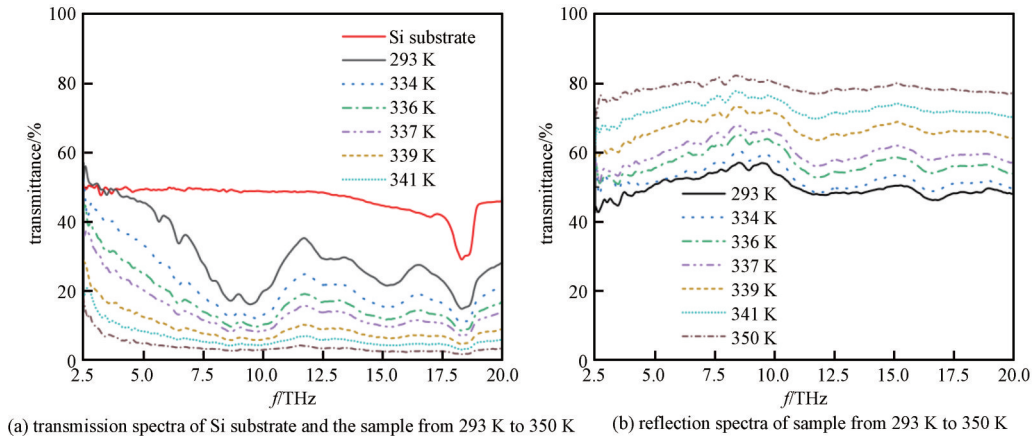 100
80
60
40
20
0
transmittance/%
Si substrate
293 K
334 K
336 K
337 K
339 K
341 K
2.5 5.0 7.5 10.0 12.5 15.0 17.5 20.0
f/THz
(a) transmission spectra of Si substrate and the sample from 293 K to 350 K
100
80
60
40
20
0
transmittance/%
293 K
334 K
336 K
337 K
339 K
341 K
350 K
2.5 5.0 7.5 10.0 12.5 15.0 17.5 20.0
f/THz
(b) reflection spectra of sample from 293 K to 350 K